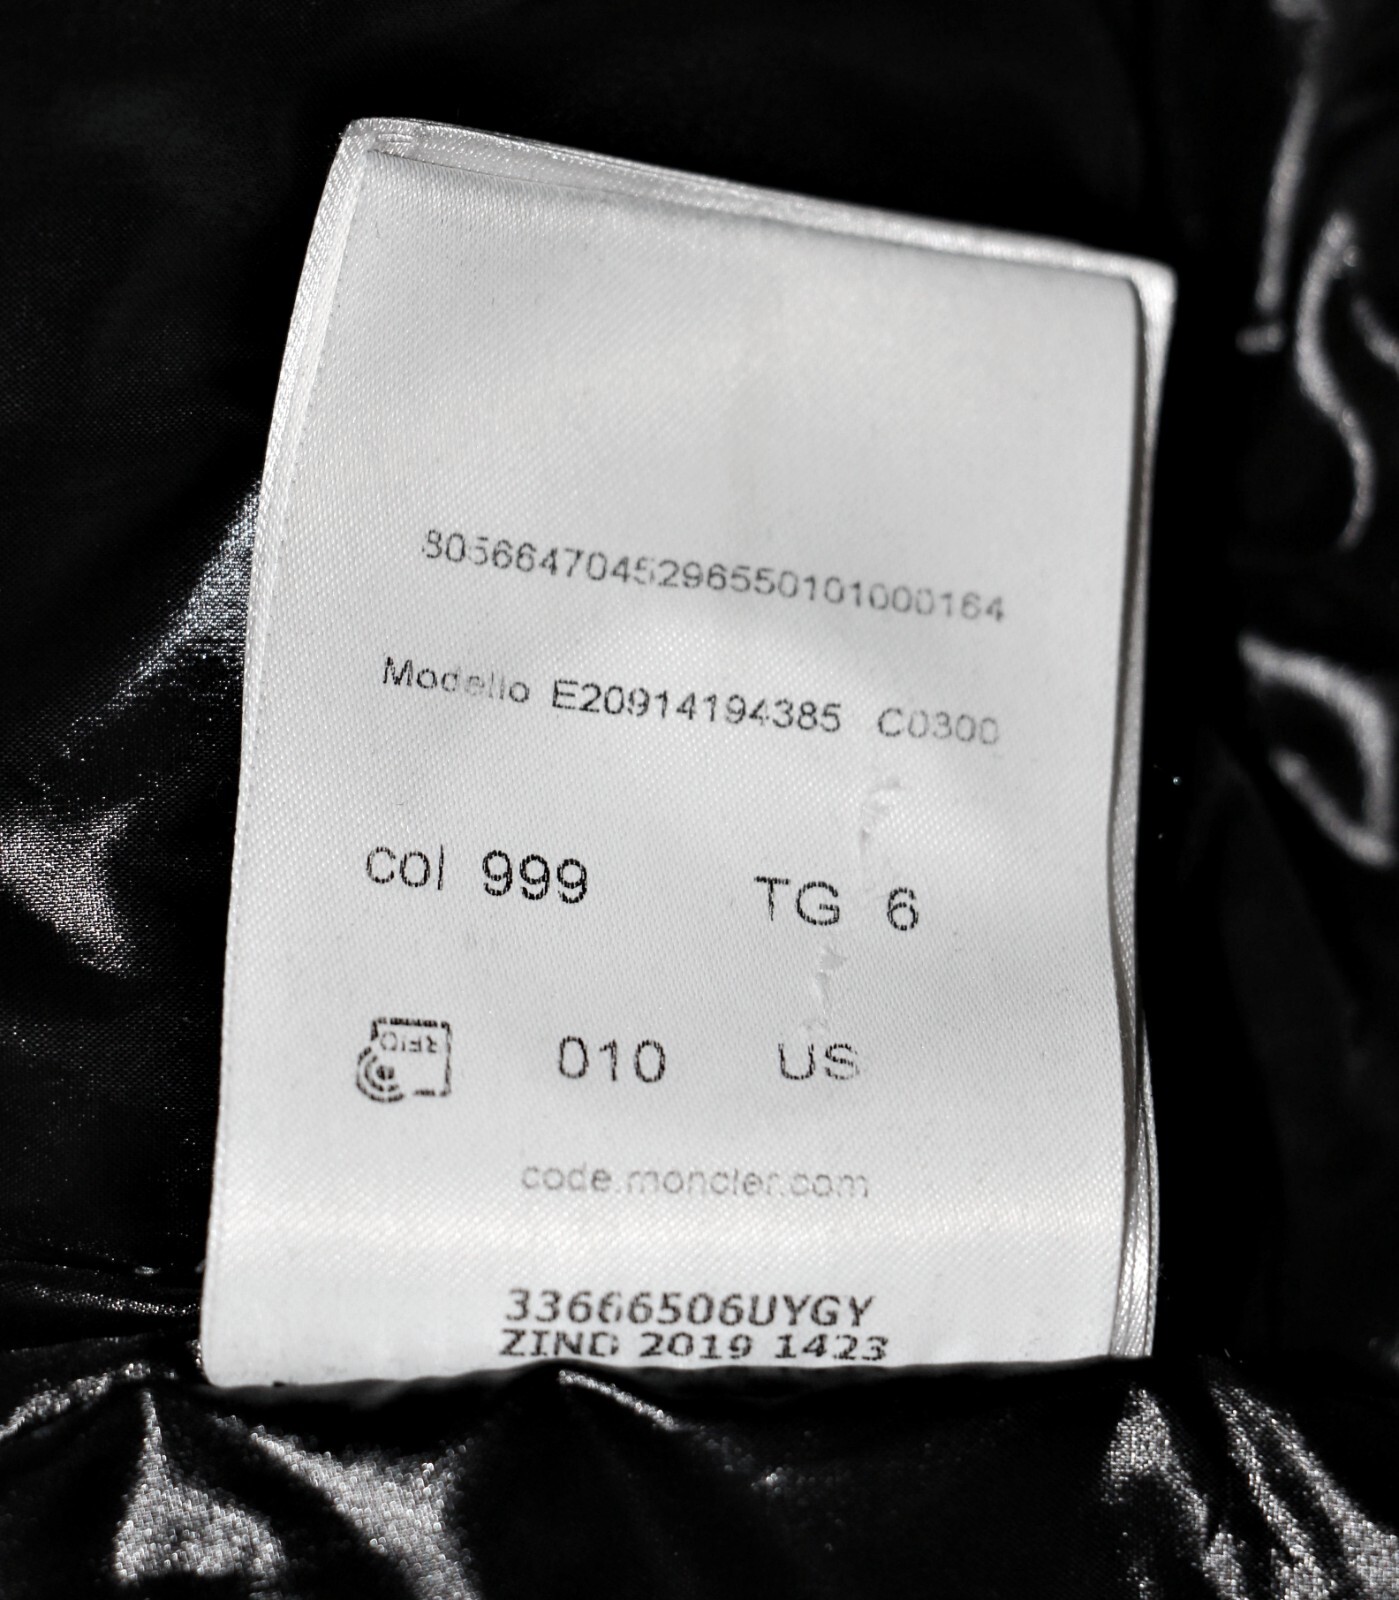 8056647045296550101000164
Modello E20914194385 C0300
col 999 TG 6
RFID 010 US
code.moncler.com
33666506UYGY
ZIND 2019 1423